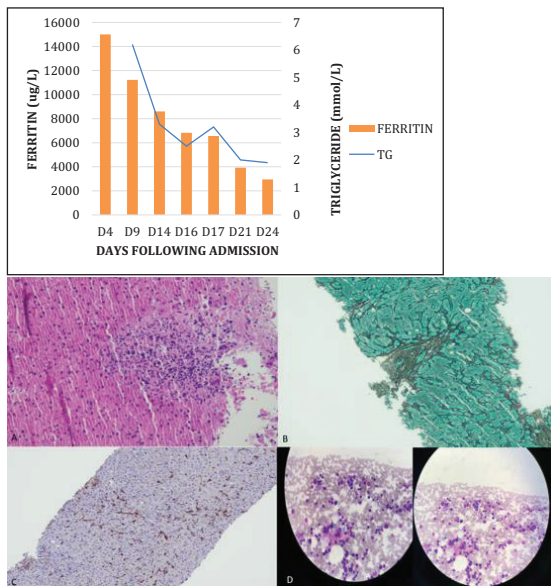 16000
14000
12000
10000
8000
6000
4000
2000
0
FERRITIN (ug/L)
7
6
5
4
3
2
1
0
TRIGLYCERIDE (mmol/L)
FERRITIN
TG
D4 D9 D14 D16 D17 D21 D24
DAYS FOLLOWING ADMISSION
A
B
C
D